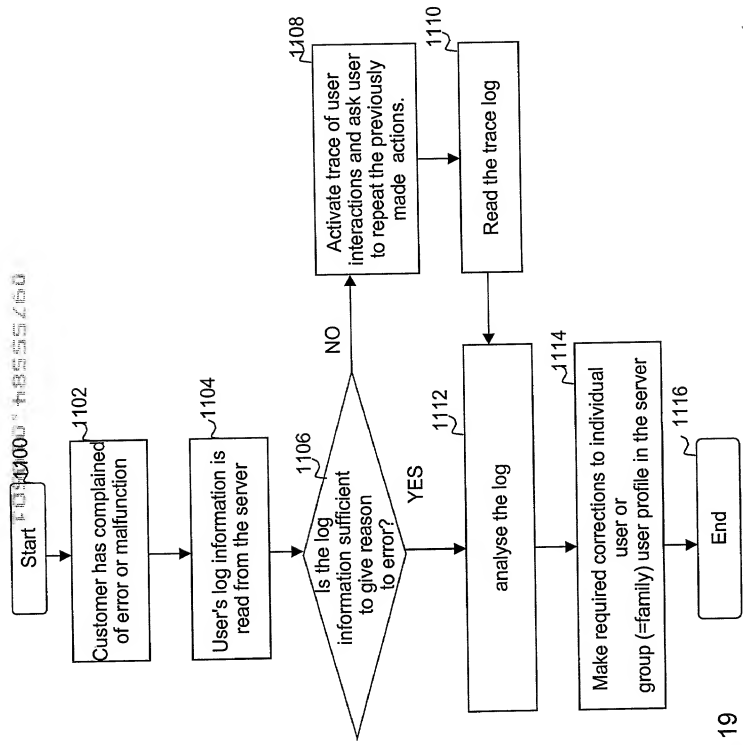 1100
Start
1102
Customer has complained
of error or malfunction
1104
User's log information is
read from the server
1106
Is the log
information sufficient
to give reason
to error?
NO
YES
1108
Activate trace of user
interactions and ask user
to repeat the previously
made actions.
1110
Read the trace log
1112
analyse the log
1114
Make required corrections to individual
user or
group (=family) user profile in the server
1116
End
19